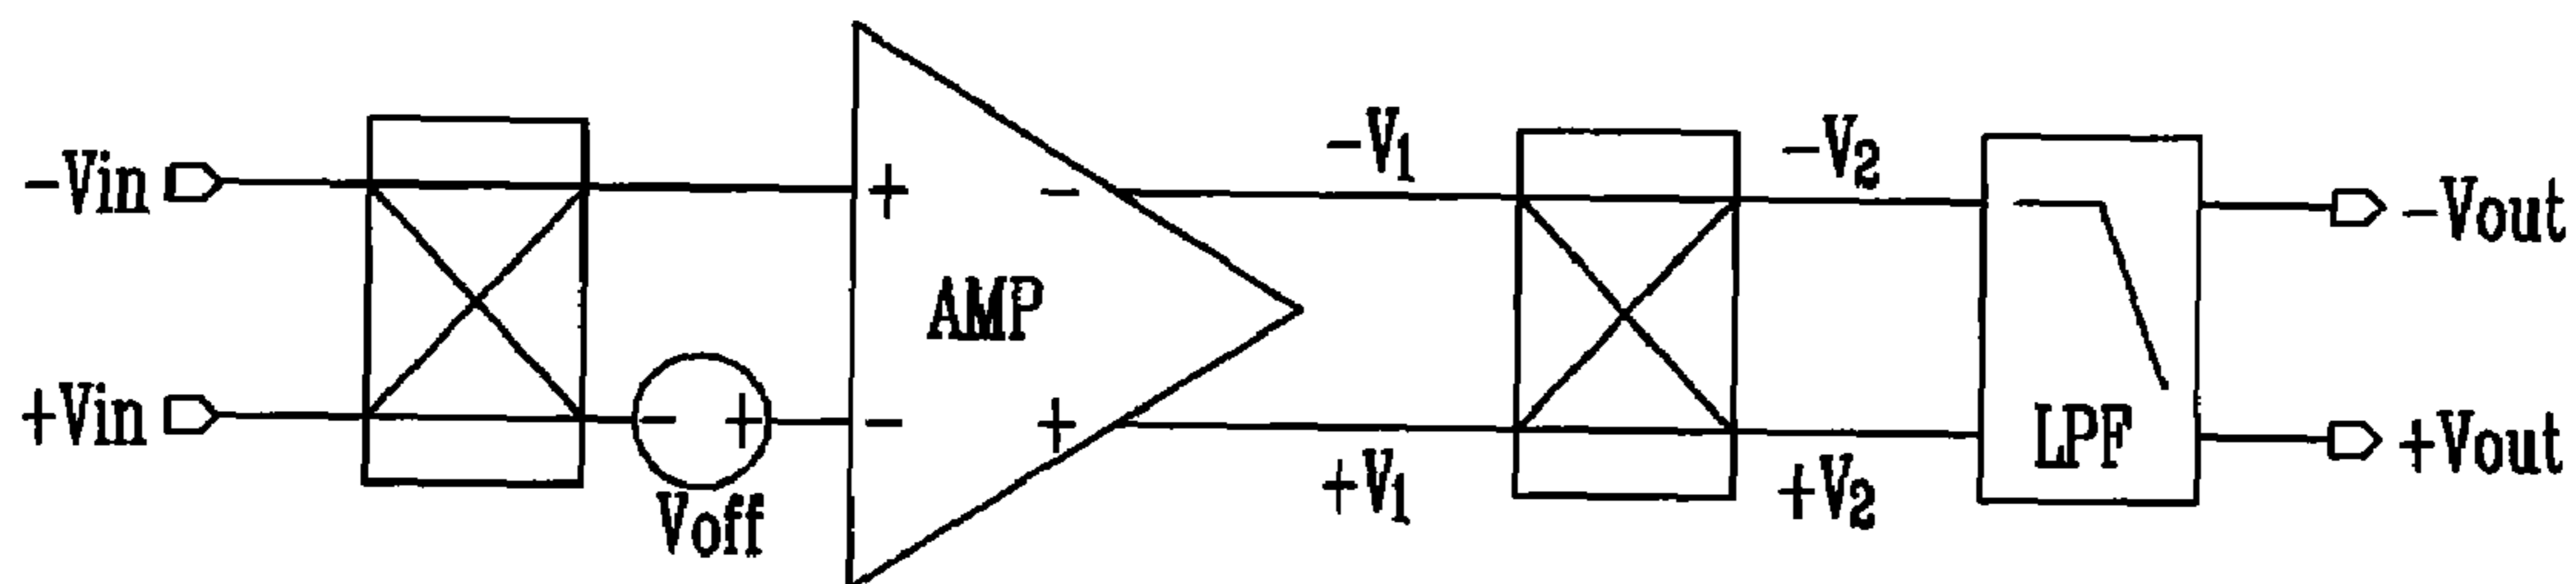 −Vin
+
−
−V1
−V2
−Vout
AMP
+Vin
−
+
−
+
LPF
+Vout
Voff
+V1
+V2